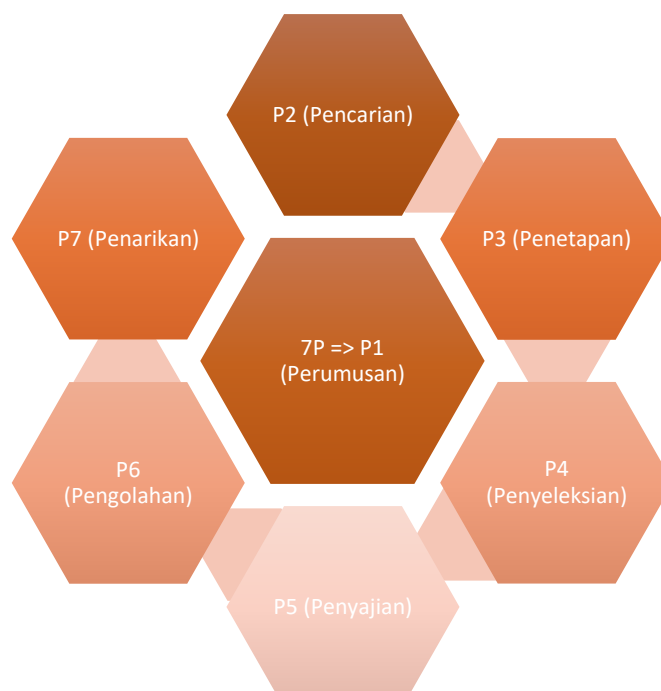 P2 (Pencarian)
P7 (Penarikan)
P3 (Penetapan)
7P => P1
(Perumusan)
P6
(Pengolahan)
P4
(Penyeleksian)
P5 (Penyajian)